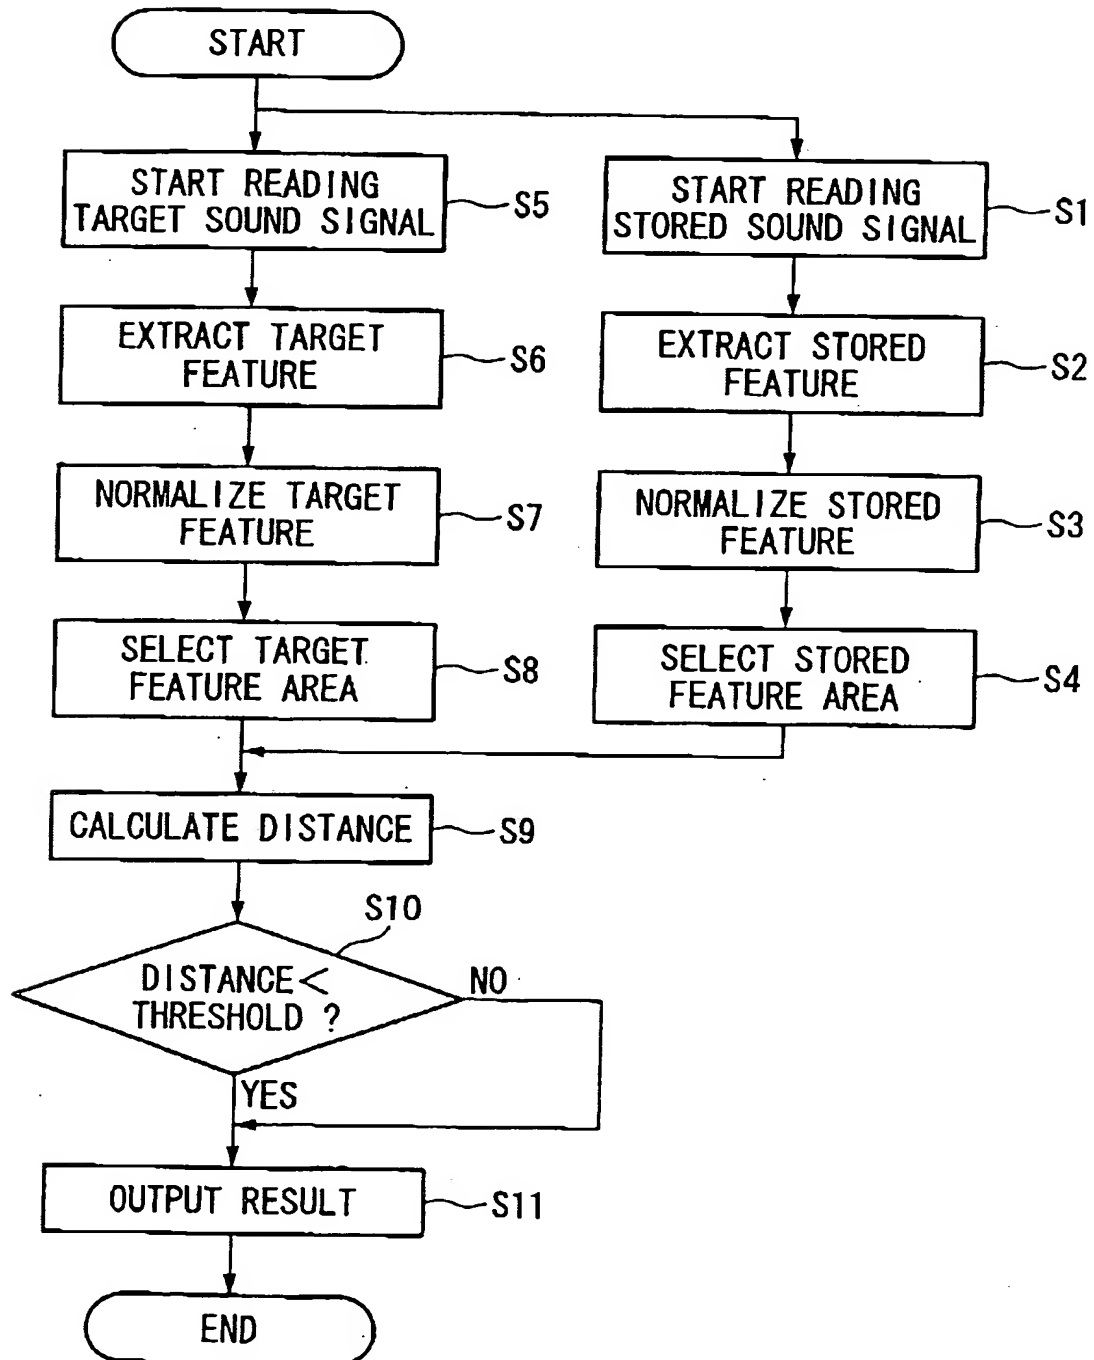 START
START READING
TARGET SOUND SIGNAL
S5
START READING
STORED SOUND SIGNAL
S1
EXTRACT TARGET
FEATURE
S6
EXTRACT STORED
FEATURE
S2
NORMALIZE TARGET
FEATURE
S7
NORMALIZE STORED
FEATURE
S3
SELECT TARGET
FEATURE AREA
S8
SELECT STORED
FEATURE AREA
S4
CALCULATE DISTANCE
S9
S10
DISTANCE<
THRESHOLD ?
NO
YES
OUTPUT RESULT
S11
END